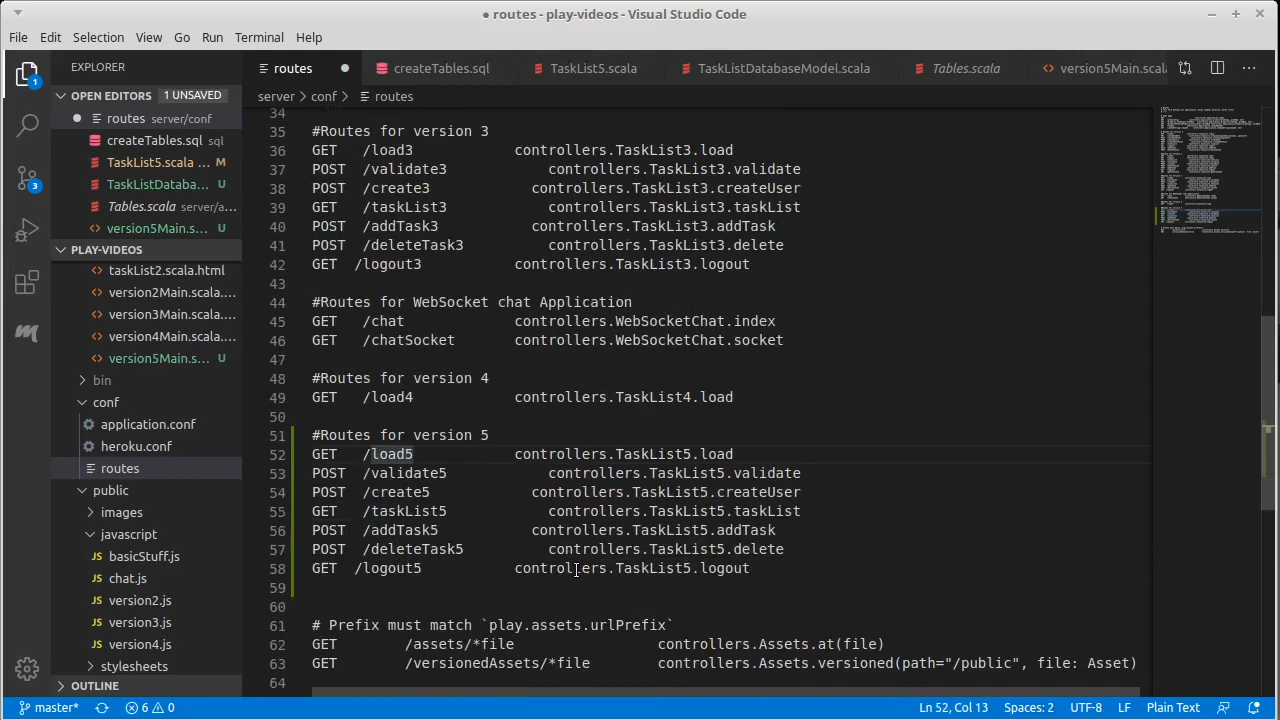 ● routes - play-videos - Visual Studio Code
File Edit Selection View Go Run Terminal Help
EXPLORER
routes ● createTables.sql TaskList5.scala TaskListDatabaseModel.scala Tables.scala version5Main.scal
OPEN EDITORS 1 UNSAVED
server > conf > routes
routes server/conf
createTables.sql sql
TaskList5.scala ... M
TaskListDataba... U
Tables.scala server/a...
version5Main.s... U
PLAY-VIDEOS
taskList2.scala.html
version2Main.scala....
version3Main.scala....
version4Main.scala....
version5Main.s... U
bin
conf
application.conf
heroku.conf
routes
public
images
javascript
basicStuff.js
chat.js
version2.js
version3.js
version4.js
stylesheets
OUTLINE
1
3
34
35 #Routes for version 3
36 GET /load3 controllers.TaskList3.load
37 POST /validate3 controllers.TaskList3.validate
38 POST /create3 controllers.TaskList3.createUser
39 GET /taskList3 controllers.TaskList3.taskList
40 POST /addTask3 controllers.TaskList3.addTask
41 POST /deleteTask3 controllers.TaskList3.delete
42 GET /logout3 controllers.TaskList3.logout
43
44 #Routes for WebSocket chat Application
45 GET /chat controllers.WebSocketChat.index
46 GET /chatSocket controllers.WebSocketChat.socket
47
48 #Routes for version 4
49 GET /load4 controllers.TaskList4.load
50
51 #Routes for version 5
52 GET /load5 controllers.TaskList5.load
53 POST /validate5 controllers.TaskList5.validate
54 POST /create5 controllers.TaskList5.createUser
55 GET /taskList5 controllers.TaskList5.taskList
56 POST /addTask5 controllers.TaskList5.addTask
57 POST /deleteTask5 controllers.TaskList5.delete
58 GET /logout5 controllers.TaskList5.logout
59
60
61 # Prefix must match `play.assets.urlPrefix`
62 GET /assets/*file controllers.Assets.at(file)
63 GET /versionedAssets/*file controllers.Assets.versioned(path="/public", file: Asset)
64
master* 6 0 Ln 52, Col 13 Spaces: 2 UTF-8 LF Plain Text